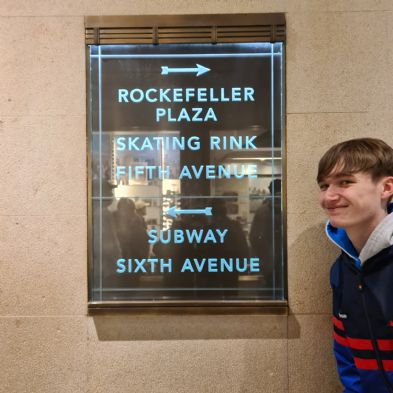 ROCKEFELLER
PLAZA
SKATING RINK
FIFTH AVENUE
SUBWAY
SIXTH AVENUE